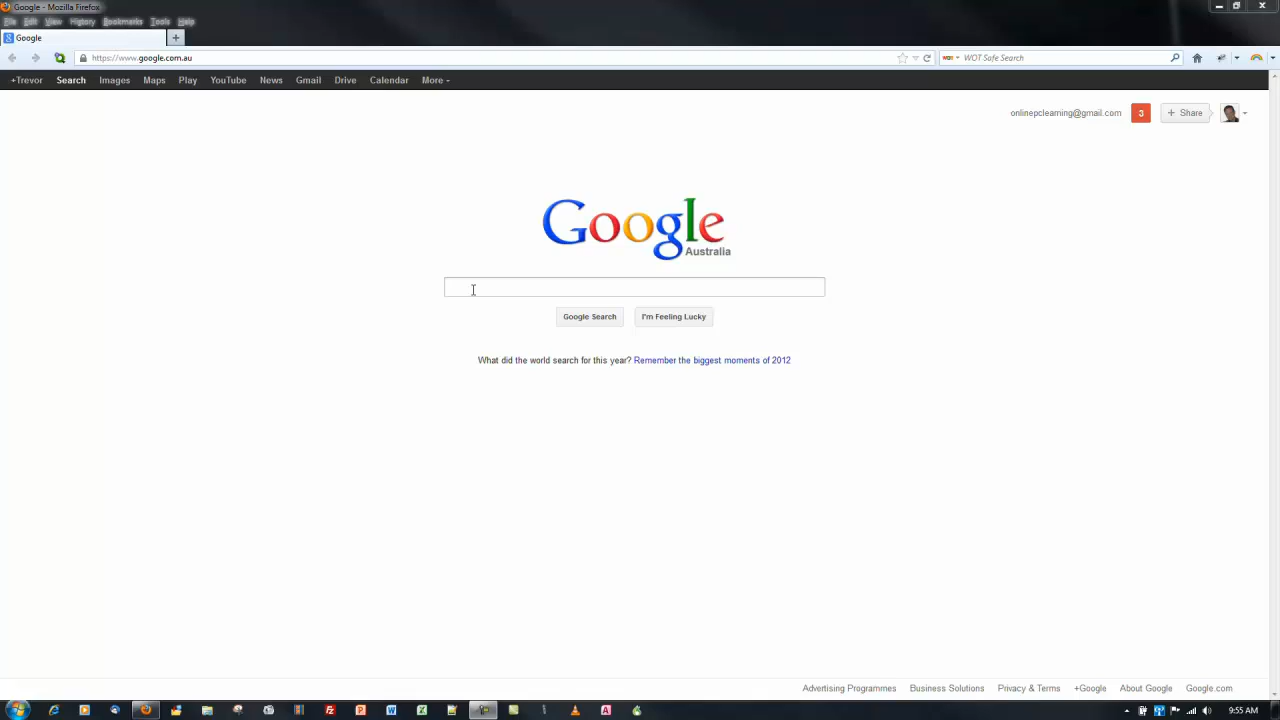 Google - Mozilla Firefox
File Edit View History Bookmarks Tools Help
Google
https://www.google.com.au
WOT Safe Search
+Trevor Search Images Maps Play YouTube News Gmail Drive Calendar More
onlinepclearning@gmail.com 3 + Share
Google
Australia
Google Search I'm Feeling Lucky
What did the world search for this year? Remember the biggest moments of 2012
Advertising Programmes Business Solutions Privacy & Terms +Google About Google Google.com
9:55 AM